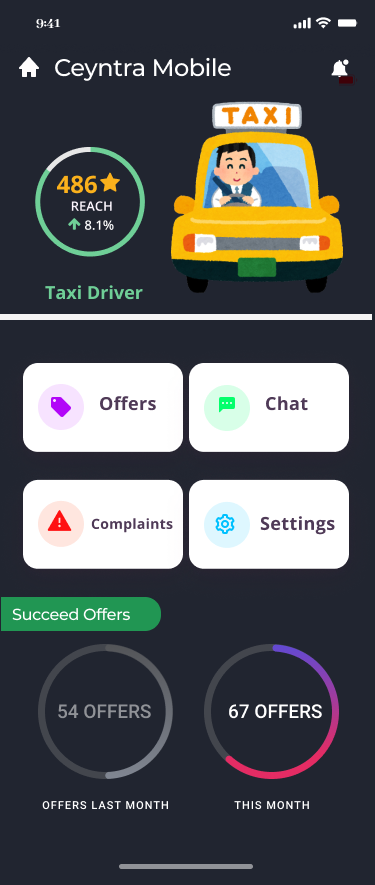 9:41
Ceyntra Mobile
TAXI
486
REACH
8.1%
Taxi Driver
Offers
Chat
Complaints
Settings
Succeed Offers
54 OFFERS
67 OFFERS
OFFERS LAST MONTH
THIS MONTH